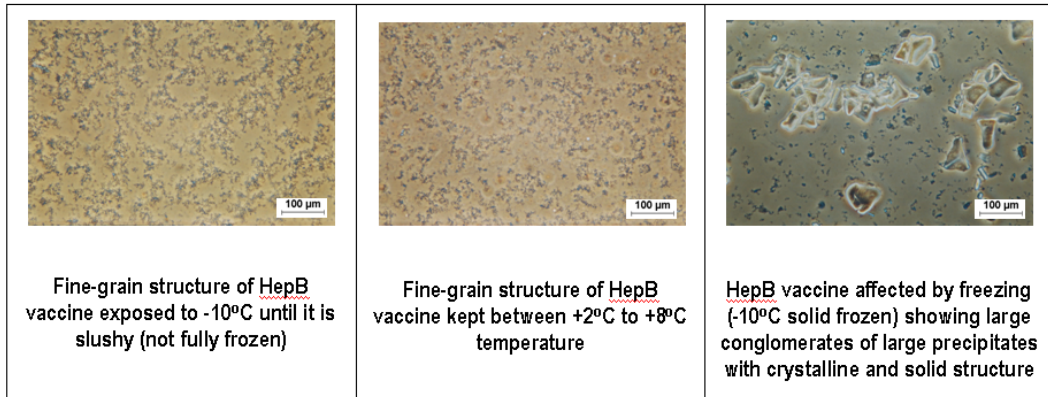 100 µm
100 µm
100 µm
Fine-grain structure of HepB
vaccine exposed to -10ºC until it is
slushy (not fully frozen)
Fine-grain structure of HepB
vaccine kept between +2ºC to +8ºC
temperature
HepB vaccine affected by freezing
(-10ºC solid frozen) showing large
conglomerates of large precipitates
with crystalline and solid structure